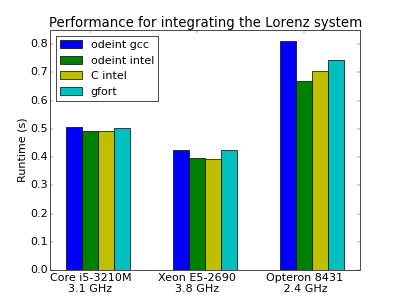 Performance for integrating the Lorenz system
odeint gcc
odeint intel
C intel
gfort
Runtime (s)
0.8
0.7
0.6
0.5
0.4
0.3
0.2
0.1
0.0
Core i5-3210M
3.1 GHz
Xeon E5-2690
3.8 GHz
Opteron 8431
2.4 GHz